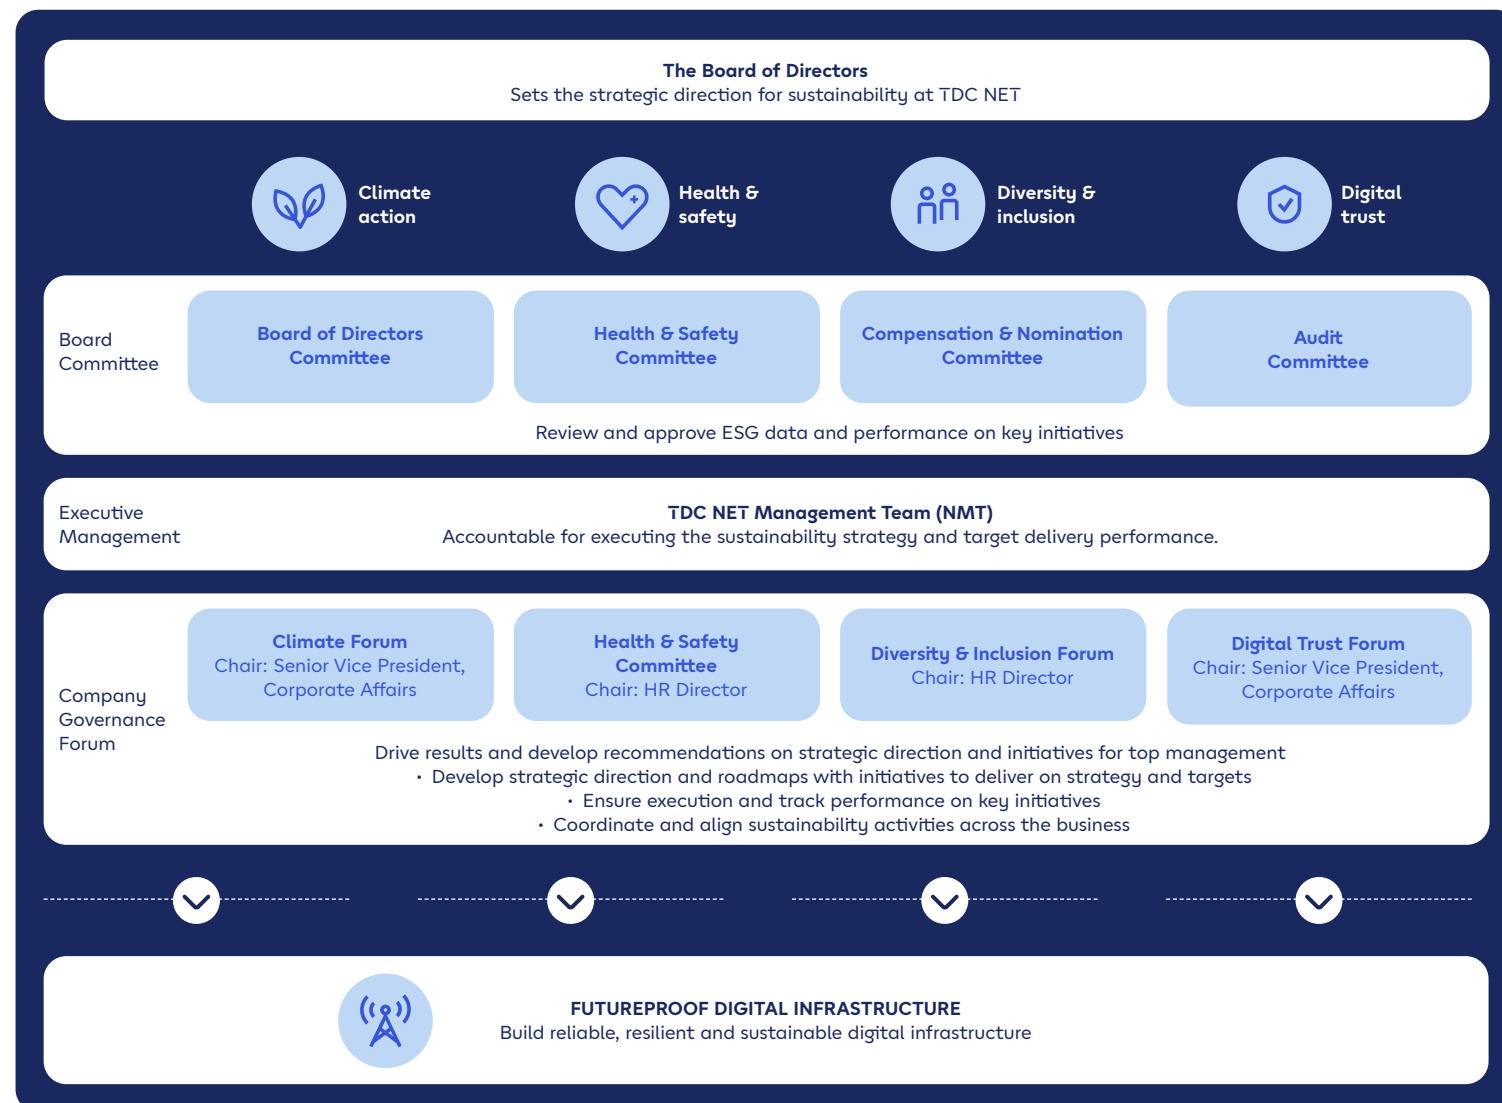 The Board of Directors
Sets the strategic direction for sustainability at TDC NET
Climate
action
Health &
safety
Diversity &
inclusion
Digital
trust
Board
Committee
Board of Directors
Committee
Health & Safety
Committee
Compensation & Nomination
Committee
Audit
Committee
Review and approve ESG data and performance on key initiatives
Executive
Management
TDC NET Management Team (NMT)
Accountable for executing the sustainability strategy and target delivery performance.
Company
Governance
Forum
Climate Forum
Chair: Senior Vice President,
Corporate Affairs
Health & Safety
Committee
Chair: HR Director
Diversity & Inclusion Forum
Chair: HR Director
Digital Trust Forum
Chair: Senior Vice President,
Corporate Affairs
Drive results and develop recommendations on strategic direction and initiatives for top management
• Develop strategic direction and roadmaps with initiatives to deliver on strategy and targets
• Ensure execution and track performance on key initiatives
• Coordinate and align sustainability activities across the business
FUTUREPROOF DIGITAL INFRASTRUCTURE
Build reliable, resilient and sustainable digital infrastructure